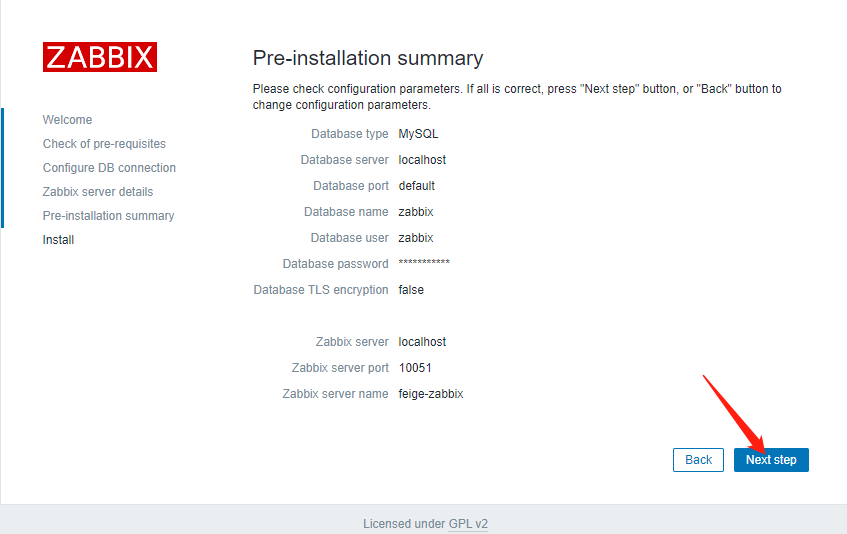 ZABBIX
Pre-installation summary
Please check configuration parameters. If all is correct, press "Next step" button, or "Back" button to
change configuration parameters.
Welcome
Check of pre-requisites
Configure DB connection
Zabbix server details
Pre-installation summary
Install
Database type MySQL
Database server localhost
Database port default
Database name zabbix
Database user zabbix
Database password ***********
Database TLS encryption false
Zabbix server localhost
Zabbix server port 10051
Zabbix server name feige-zabbix
Back Next step
Licensed under GPL v2